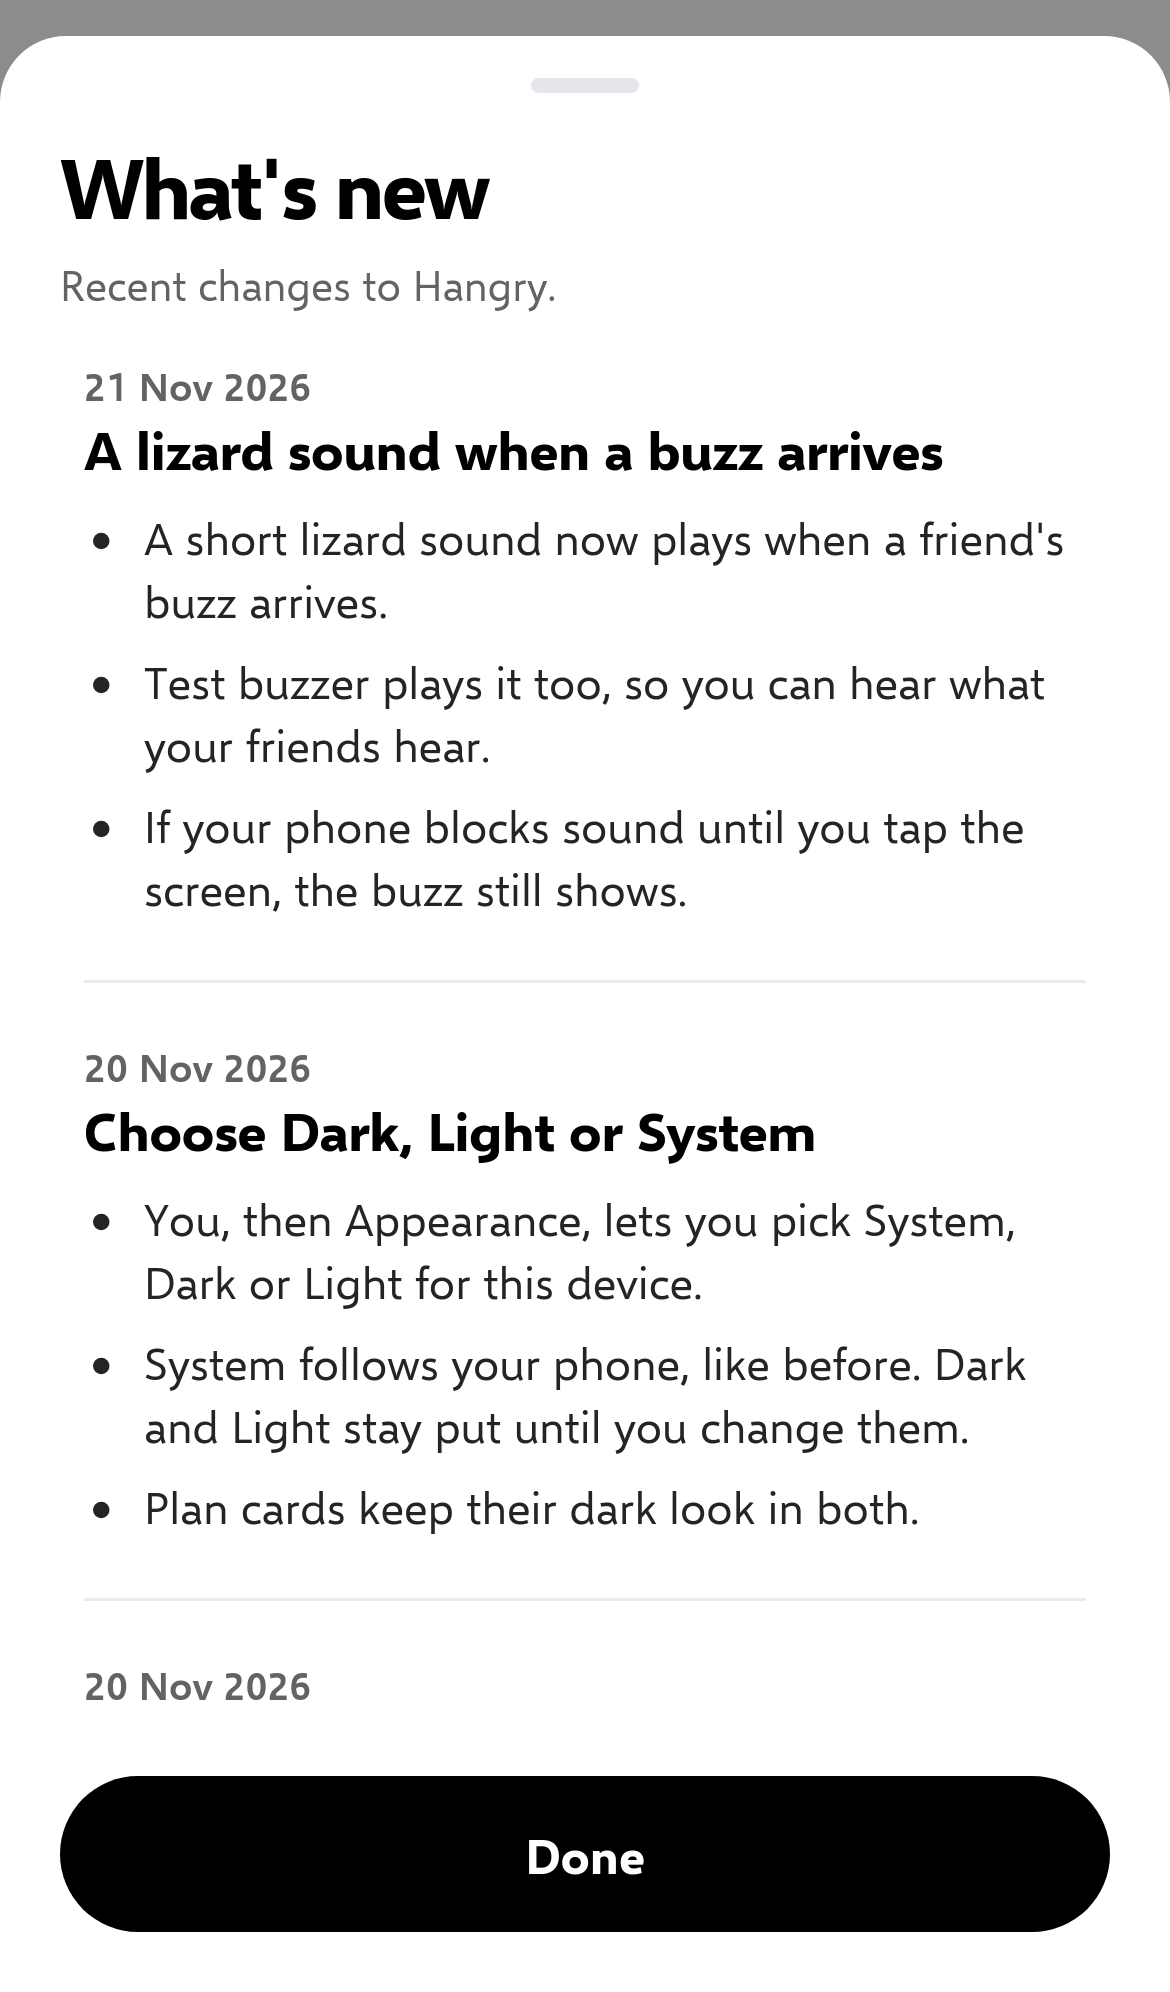 What's new
Recent changes to Hangry.
21 Nov 2026
A lizard sound when a buzz arrives
• A short lizard sound now plays when a friend's
buzz arrives.
• Test buzzer plays it too, so you can hear what
your friends hear.
• If your phone blocks sound until you tap the
screen, the buzz still shows.
20 Nov 2026
Choose Dark, Light or System
• You, then Appearance, lets you pick System,
Dark or Light for this device.
• System follows your phone, like before. Dark
and Light stay put until you change them.
• Plan cards keep their dark look in both.
20 Nov 2026
Done